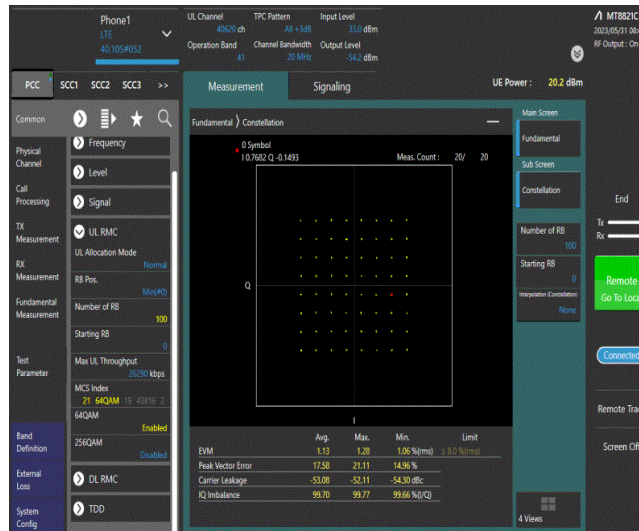 Phone1
LTE
40.105#052
UL Channel TPC Pattern Input Level
40620 ch All +3dB 33.0 dBm
Operation Band Channel Bandwidth Output Level
41 20 MHz -54.2 dBm
MT8821C
2023/05/31 08:
RF Output : On
PCC SCC1 SCC2 SCC3 >>
Measurement Signaling
UE Power : 20.2 dBm
Common
Physical Channel
Call Processing
TX Measurement
RX Measurement
Fundamental Measurement
Test Parameter
Band Definition
External Loss
System Config
Frequency
Level
Signal
UL RMC
UL Allocation Mode
Normal
RB Pos.
Min(#0)
Number of RB
100
Starting RB
0
Max UL Throughput
26290 kbps
MCS Index
21 64QAM 19 43816 2
64QAM
Enabled
256QAM
Disabled
DL RMC
TDD
Fundamental Constellation
0 Symbol
I 0.7682 Q -0.1493 Meas. Count : 20/ 20
Q
I
Avg. Max. Min. Limit
EVM 1.13 1.28 1.06 %(rms) ≤ 8.0 %(rms)
Peak Vector Error 17.58 21.11 14.96 %
Carrier Leakage -53.08 -52.11 -54.30 dBc
IQ Imbalance 99.70 99.77 99.66 %(I/Q)
Main Screen
Fundamental
Sub Screen
Constellation
Number of RB
100
Starting RB
0
Interpolation (Constellation)
None
4 Views
End
Tx
Rx
Remote
Go To Loca
Connected
Remote Tra
Screen Off